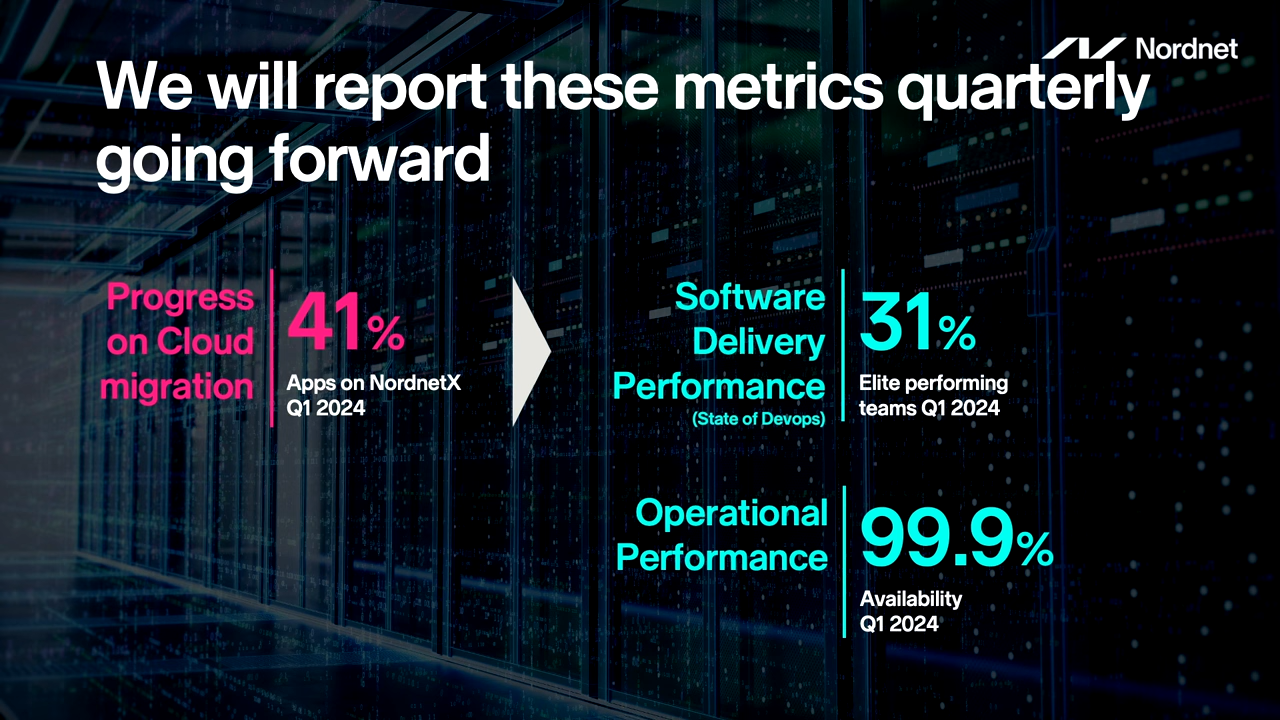 Nordnet
We will report these metrics quarterly
going forward
Progress
on Cloud
migration
41%
Apps on NordnetX
Q1 2024
Software
Delivery
Performance
(State of Devops)
31%
Elite performing
teams Q1 2024
Operational
Performance
99.9%
Availability
Q1 2024